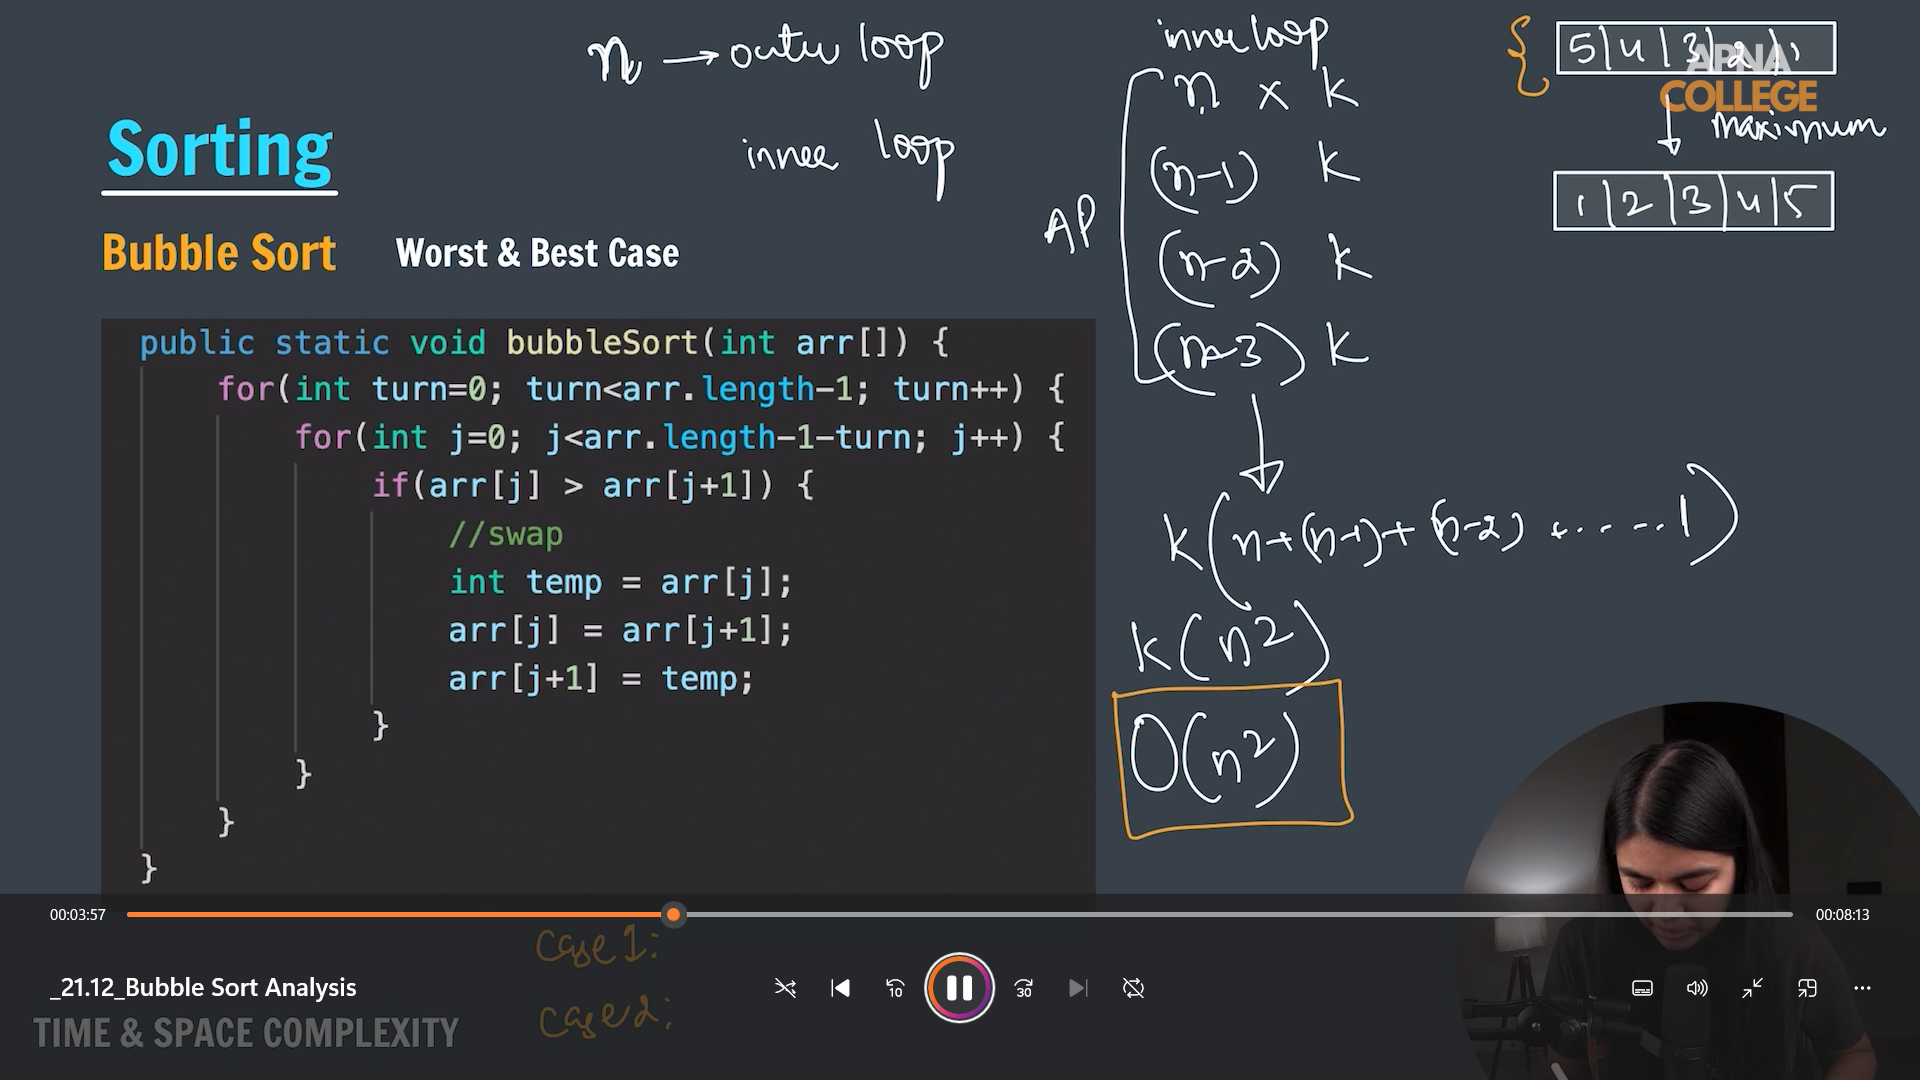 n → outer loop
inner loop
Sorting
Bubble Sort
Worst & Best Case
public static void bubbleSort(int arr[]) {
for(int turn=0; turn<arr.length-1; turn++) {
for(int j=0; j<arr.length-1-turn; j++) {
if(arr[j] > arr[j+1]) {
//swap
int temp = arr[j];
arr[j] = arr[j+1];
arr[j+1] = temp;
}
}
}
}
inner loop
n x k
(n-1) k
(n-2) k
(n-3) k
AP
k(n+(n-1)+(n-2) + ..... 1)
k(n2)
O(n2)
{ 5|4|3|2|1
APNA
COLLEGE
maximum
1|2|3|4|5
00:03:57
00:08:13
case 1:
case 2:
_21.12_Bubble Sort Analysis
10
30
TIME & SPACE COMPLEXITY